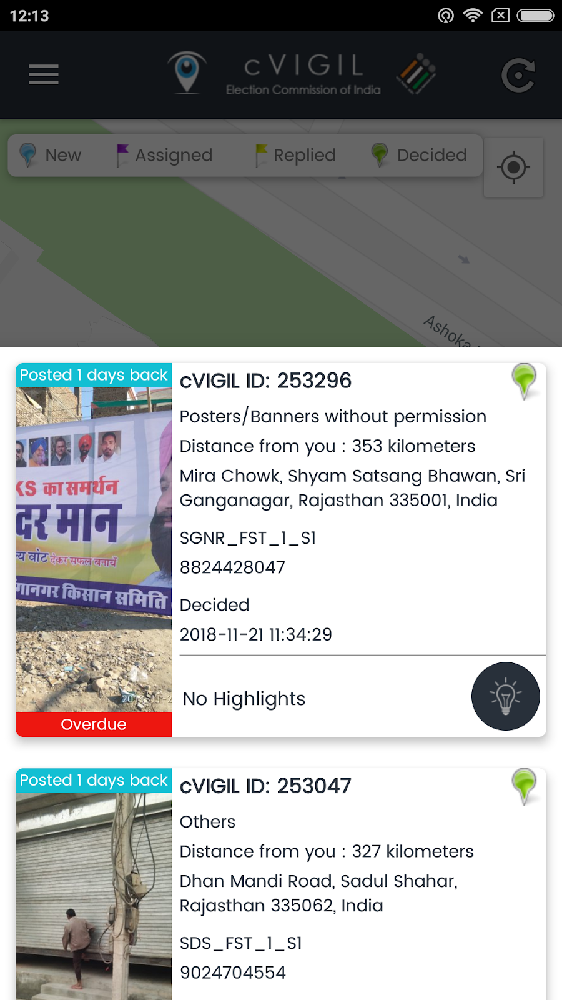 12:13
cVIGIL
Election Commission of India
New Assigned Replied Decided
Ashoka
Posted 1 days back
cVIGIL ID: 253296
Posters/Banners without permission
Distance from you : 353 kilometers
Mira Chowk, Shyam Satsang Bhawan, Sri
Ganganagar, Rajasthan 335001, India
SGNR_FST_1_S1
8824428047
Decided
2018-11-21 11:34:29
KS का समर्थन
दर मान
वोट देकर सफल बनायें
गानगर किसान समिति
No Highlights
Overdue
Posted 1 days back
cVIGIL ID: 253047
Others
Distance from you : 327 kilometers
Dhan Mandi Road, Sadul Shahar,
Rajasthan 335062, India
SDS_FST_1_S1
9024704554